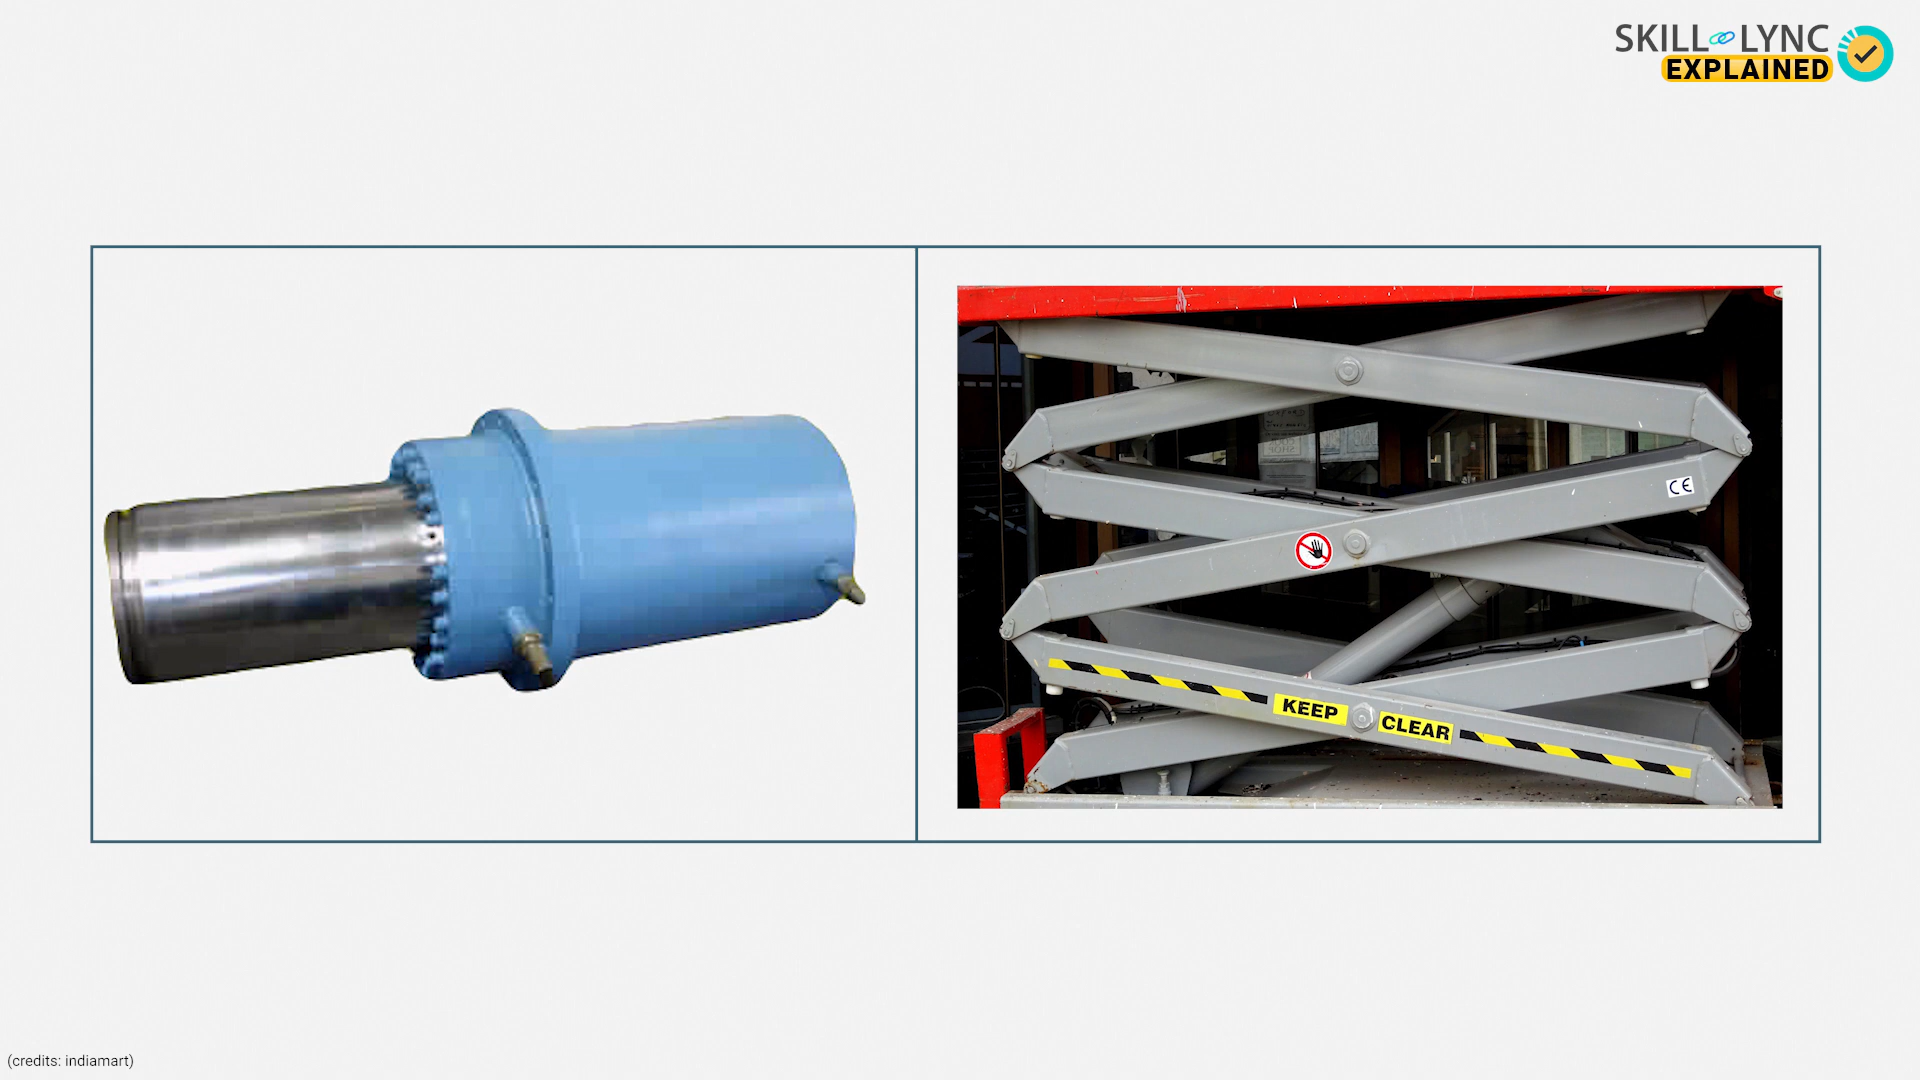 SKILL LYNC
EXPLAINED
CE
KEEP CLEAR
(credits: indiamart)